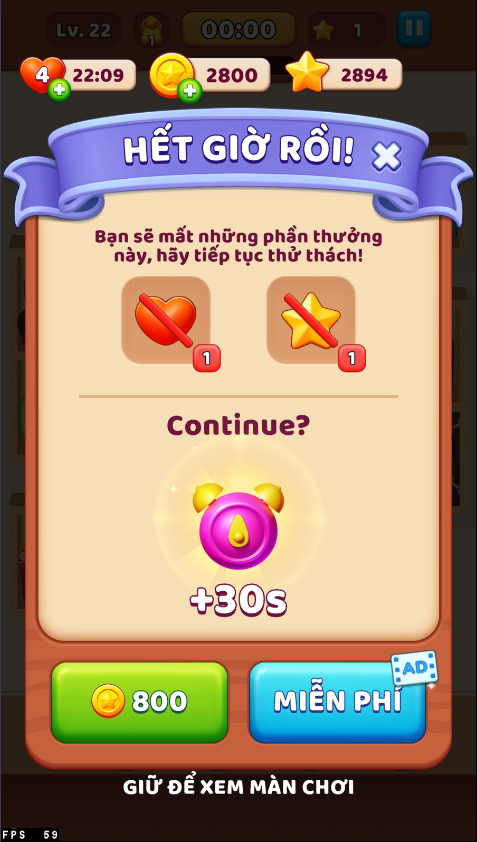 Lv. 22
1
00:00
1
4
22:09
2800
2894
HẾT GIỜ RỒI!
Bạn sẽ mất những phần thưởng
này, hãy tiếp tục thử thách!
1
1
Continue?
+30s
AD
800
MIỄN PHÍ
GIỮ ĐỂ XEM MÀN CHƠI
FPS 59